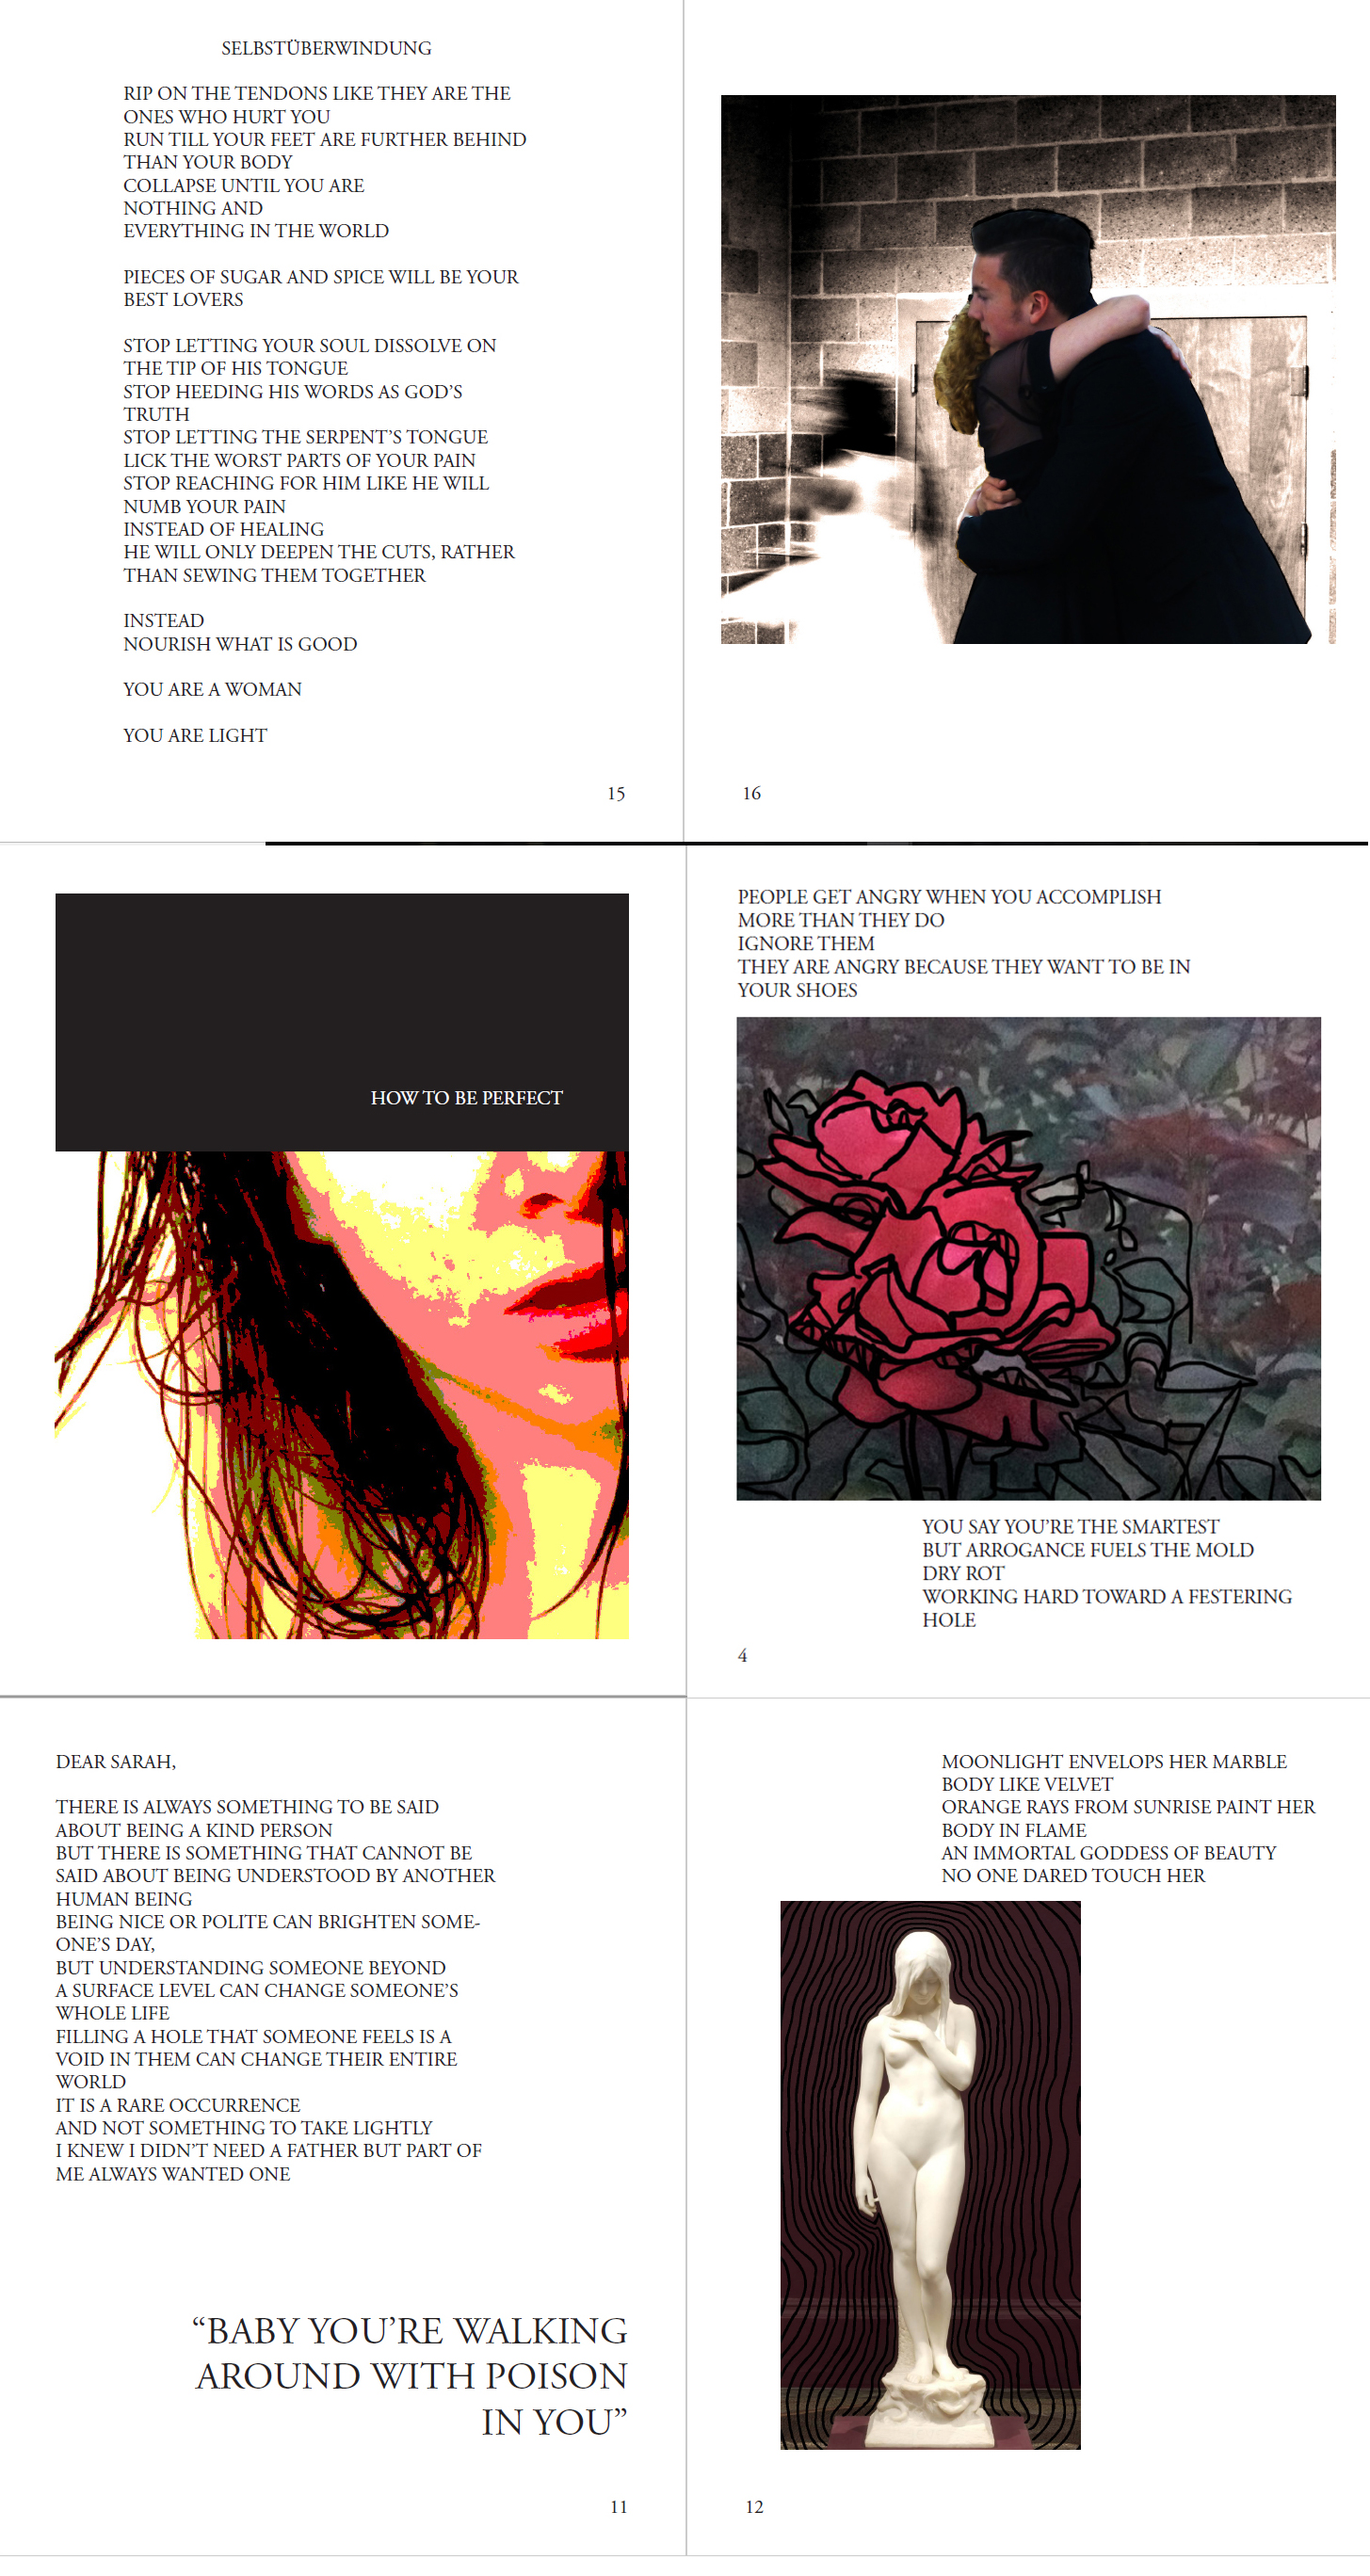 SELBSTÜBERWINDUNG
RIP ON THE TENDONS LIKE THEY ARE THE
ONES WHO HURT YOU
RUN TILL YOUR FEET ARE FURTHER BEHIND
THAN YOUR BODY
COLLAPSE UNTIL YOU ARE
NOTHING AND
EVERYTHING IN THE WORLD
PIECES OF SUGAR AND SPICE WILL BE YOUR
BEST LOVERS
STOP LETTING YOUR SOUL DISSOLVE ON
THE TIP OF HIS TONGUE
STOP HEEDING HIS WORDS AS GOD'S
TRUTH
STOP LETTING THE SERPENT'S TONGUE
LICK THE WORST PARTS OF YOUR PAIN
STOP REACHING FOR HIM LIKE HE WILL
NUMB YOUR PAIN
INSTEAD OF HEALING
HE WILL ONLY DEEPEN THE CUTS, RATHER
THAN SEWING THEM TOGETHER
INSTEAD
NOURISH WHAT IS GOOD
YOU ARE A WOMAN
YOU ARE LIGHT
15
16
HOW TO BE PERFECT
PEOPLE GET ANGRY WHEN YOU ACCOMPLISH
MORE THAN THEY DO
IGNORE THEM
THEY ARE ANGRY BECAUSE THEY WANT TO BE IN
YOUR SHOES
YOU SAY YOU'RE THE SMARTEST
BUT ARROGANCE FUELS THE MOLD
DRY ROT
WORKING HARD TOWARD A FESTERING
HOLE
4
DEAR SARAH,
THERE IS ALWAYS SOMETHING TO BE SAID
ABOUT BEING A KIND PERSON
BUT THERE IS SOMETHING THAT CANNOT BE
SAID ABOUT BEING UNDERSTOOD BY ANOTHER
HUMAN BEING
BEING NICE OR POLITE CAN BRIGHTEN SOME-
ONE'S DAY,
BUT UNDERSTANDING SOMEONE BEYOND
A SURFACE LEVEL CAN CHANGE SOMEONE'S
WHOLE LIFE
FILLING A HOLE THAT SOMEONE FEELS IS A
VOID IN THEM CAN CHANGE THEIR ENTIRE
WORLD
IT IS A RARE OCCURRENCE
AND NOT SOMETHING TO TAKE LIGHTLY
I KNEW I DIDN'T NEED A FATHER BUT PART OF
ME ALWAYS WANTED ONE
“BABY YOU'RE WALKING
AROUND WITH POISON
IN YOU”
11
MOONLIGHT ENVELOPS HER MARBLE
BODY LIKE VELVET
ORANGE RAYS FROM SUNRISE PAINT HER
BODY IN FLAME
AN IMMORTAL GODDESS OF BEAUTY
NO ONE DARED TOUCH HER
12